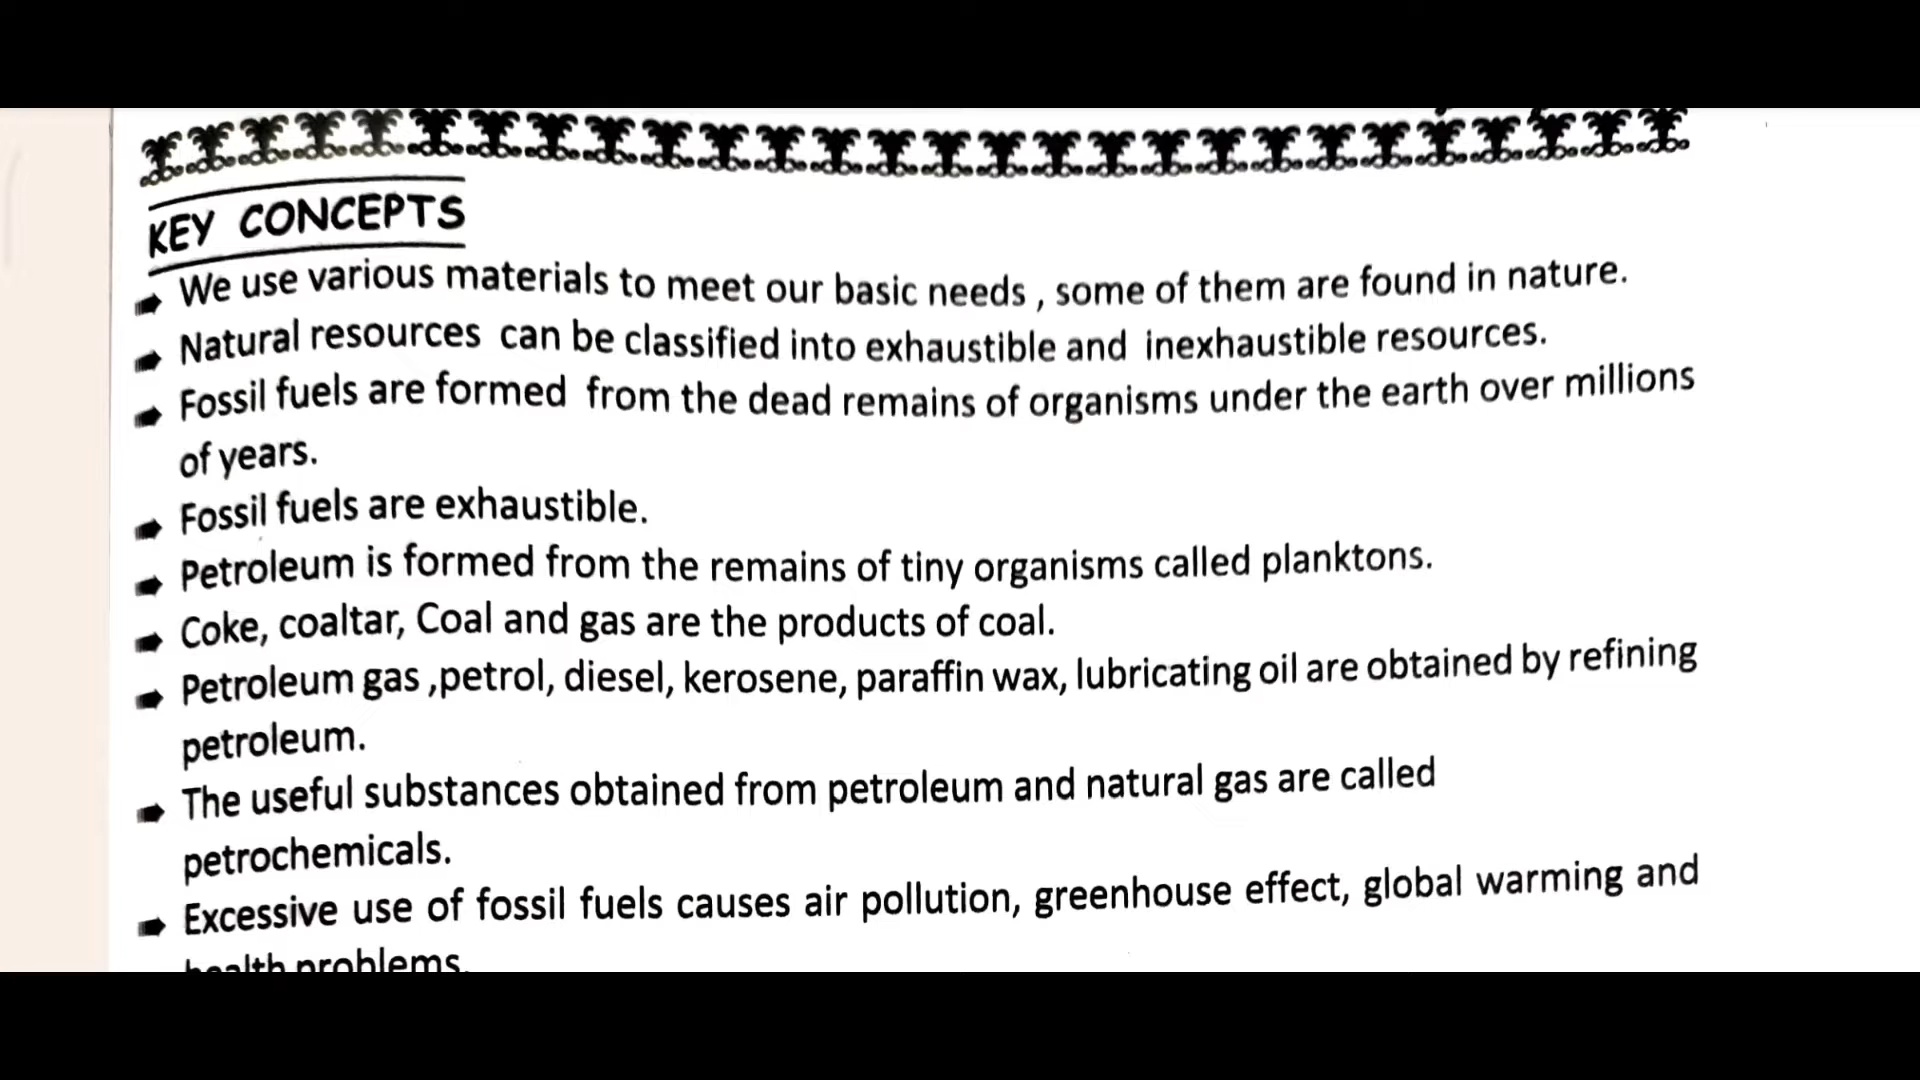 KEY CONCEPTS
We use various materials to meet our basic needs , some of them are found in nature.
Natural resources can be classified into exhaustible and inexhaustible resources.
Fossil fuels are formed from the dead remains of organisms under the earth over millions
of years.
Fossil fuels are exhaustible.
Petroleum is formed from the remains of tiny organisms called planktons.
Coke, coaltar, Coal and gas are the products of coal.
Petroleum gas ,petrol, diesel, kerosene, paraffin wax, lubricating oil are obtained by refining
petroleum.
The useful substances obtained from petroleum and natural gas are called
petrochemicals.
Excessive use of fossil fuels causes air pollution, greenhouse effect, global warming and
health problems.